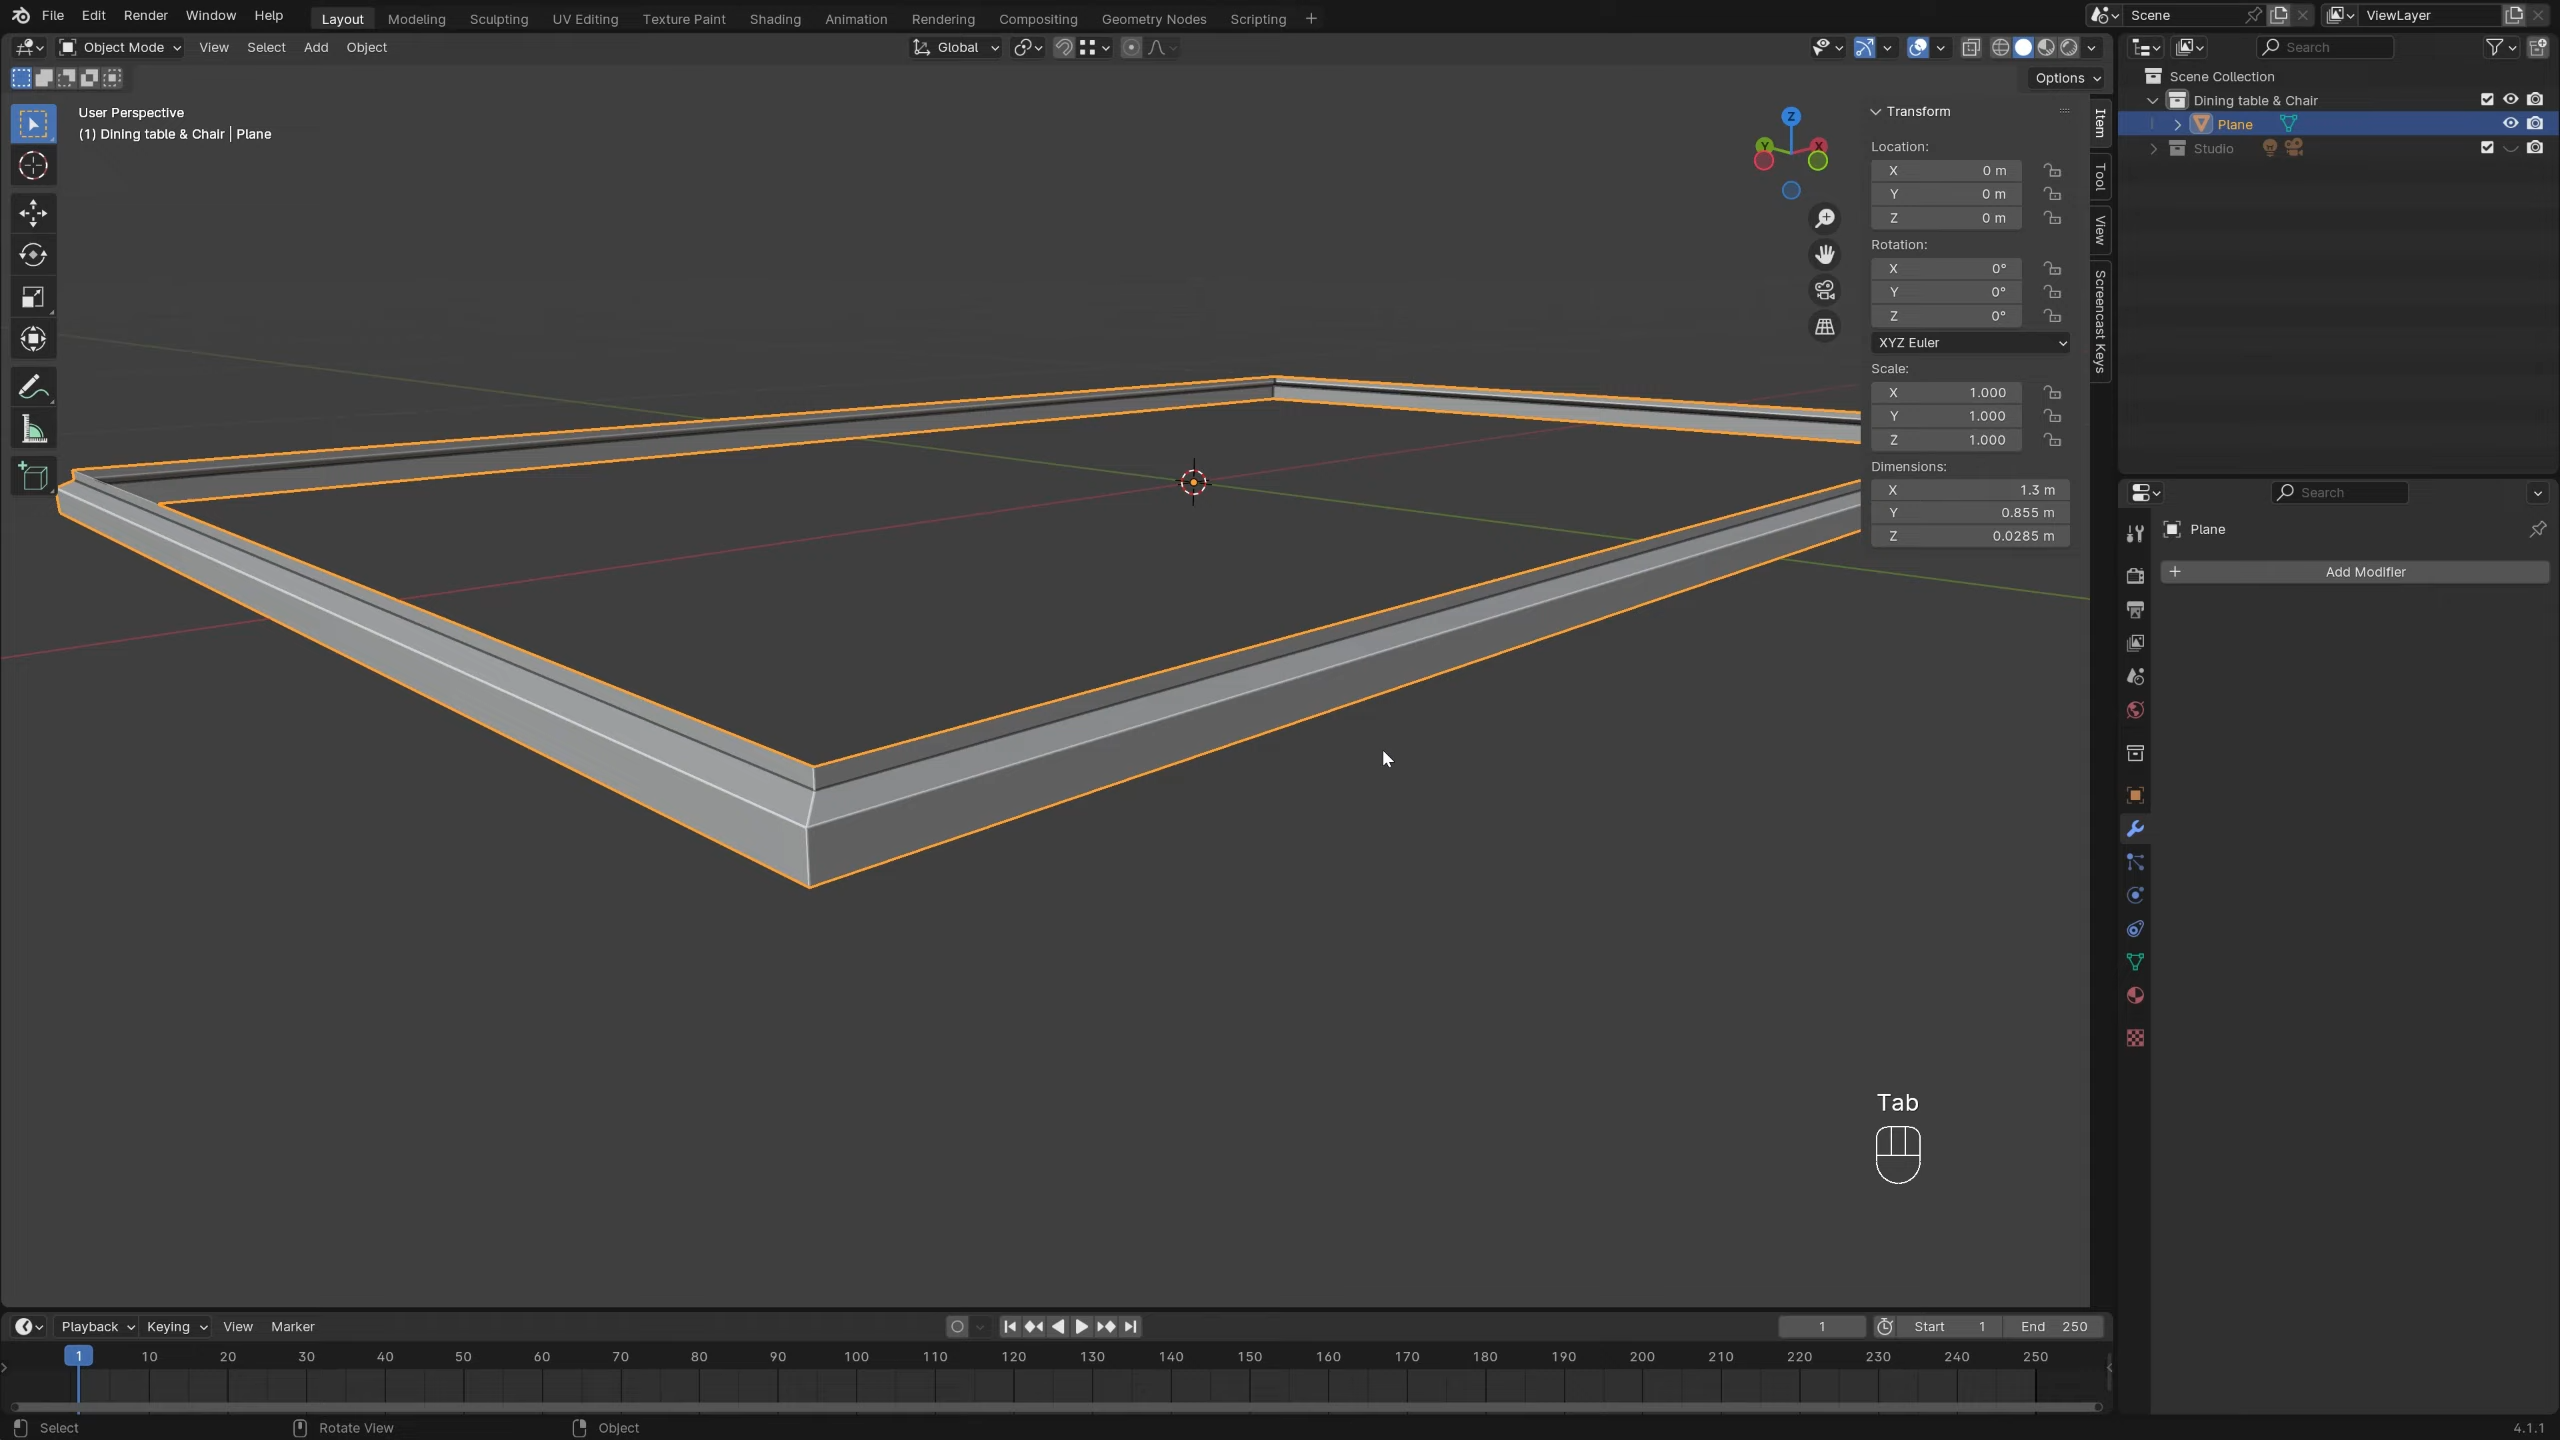 File Edit Render Window Help Layout Modeling Sculpting UV Editing Texture Paint Shading Animation Rendering Compositing Geometry Nodes Scripting + Scene ViewLayer
Object Mode View Select Add Object Global Search
Options
User Perspective
(1) Dining table & Chair | Plane
Z
Y
X
Transform
Location:
X 0 m
Y 0 m
Z 0 m
Rotation:
X 0°
Y 0°
Z 0°
XYZ Euler
Scale:
X 1.000
Y 1.000
Z 1.000
Dimensions:
X 1.3 m
Y 0.855 m
Z 0.0285 m
Item
Tool
View
Screencast Keys
Scene Collection
Dining table & Chair
Plane
Studio
Search
Plane
+ Add Modifier
Tab
Playback Keying View Marker 1 Start 1 End 250
1 10 20 30 40 50 60 70 80 90 100 110 120 130 140 150 160 170 180 190 200 210 220 230 240 250
Select Rotate View Object 4.1.1